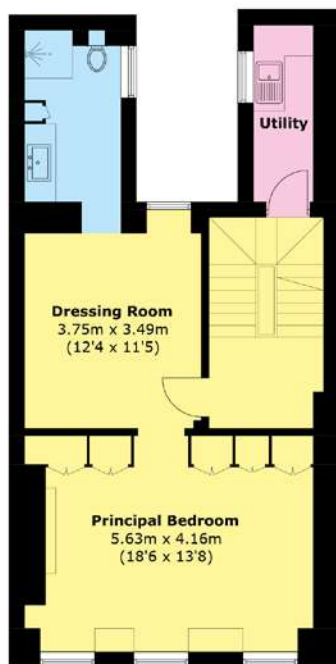 Utility
Dressing Room
3.75m x 3.49m
(12'4 x 11'5)
Principal Bedroom
5.63m x 4.16m
(18'6 x 13'8)